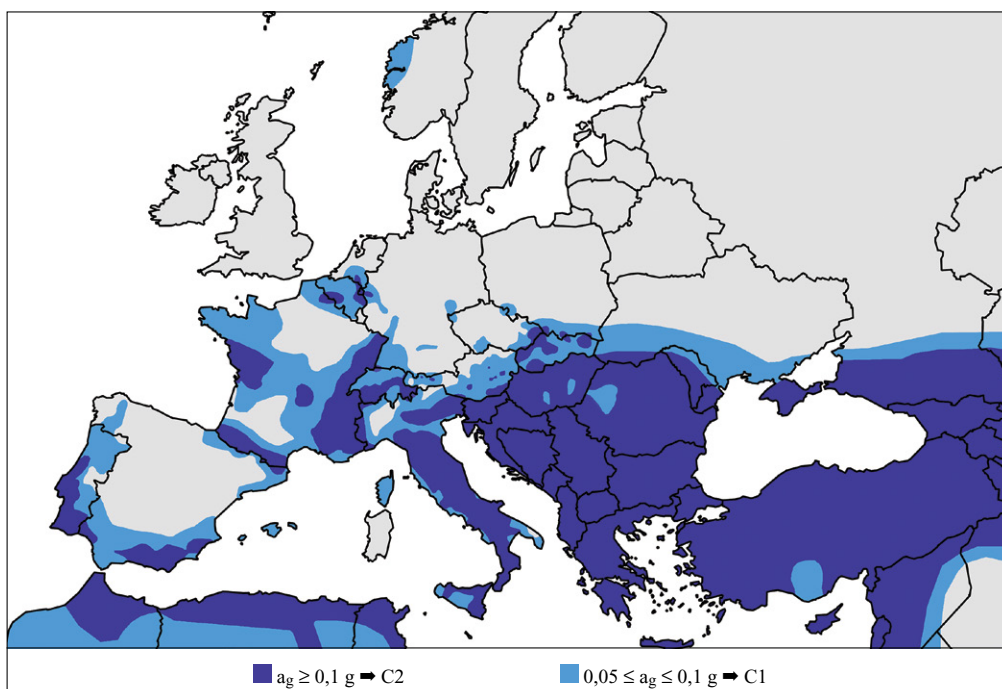 a_g ≥ 0,1 g ➡ C2
0,05 ≤ a_g ≤ 0,1 g ➡ C1